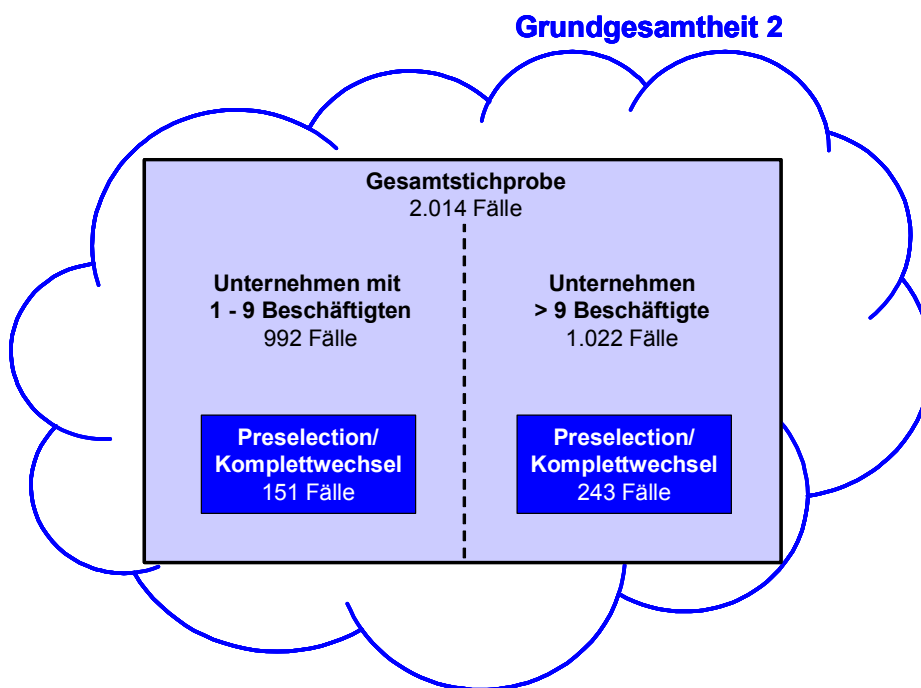 Grundgesamtheit 2
Gesamtstichprobe
2.014 Fälle
Unternehmen mit
1 - 9 Beschäftigten
992 Fälle
Unternehmen
> 9 Beschäftigte
1.022 Fälle
Preselection/
Komplettwechsel
151 Fälle
Preselection/
Komplettwechsel
243 Fälle